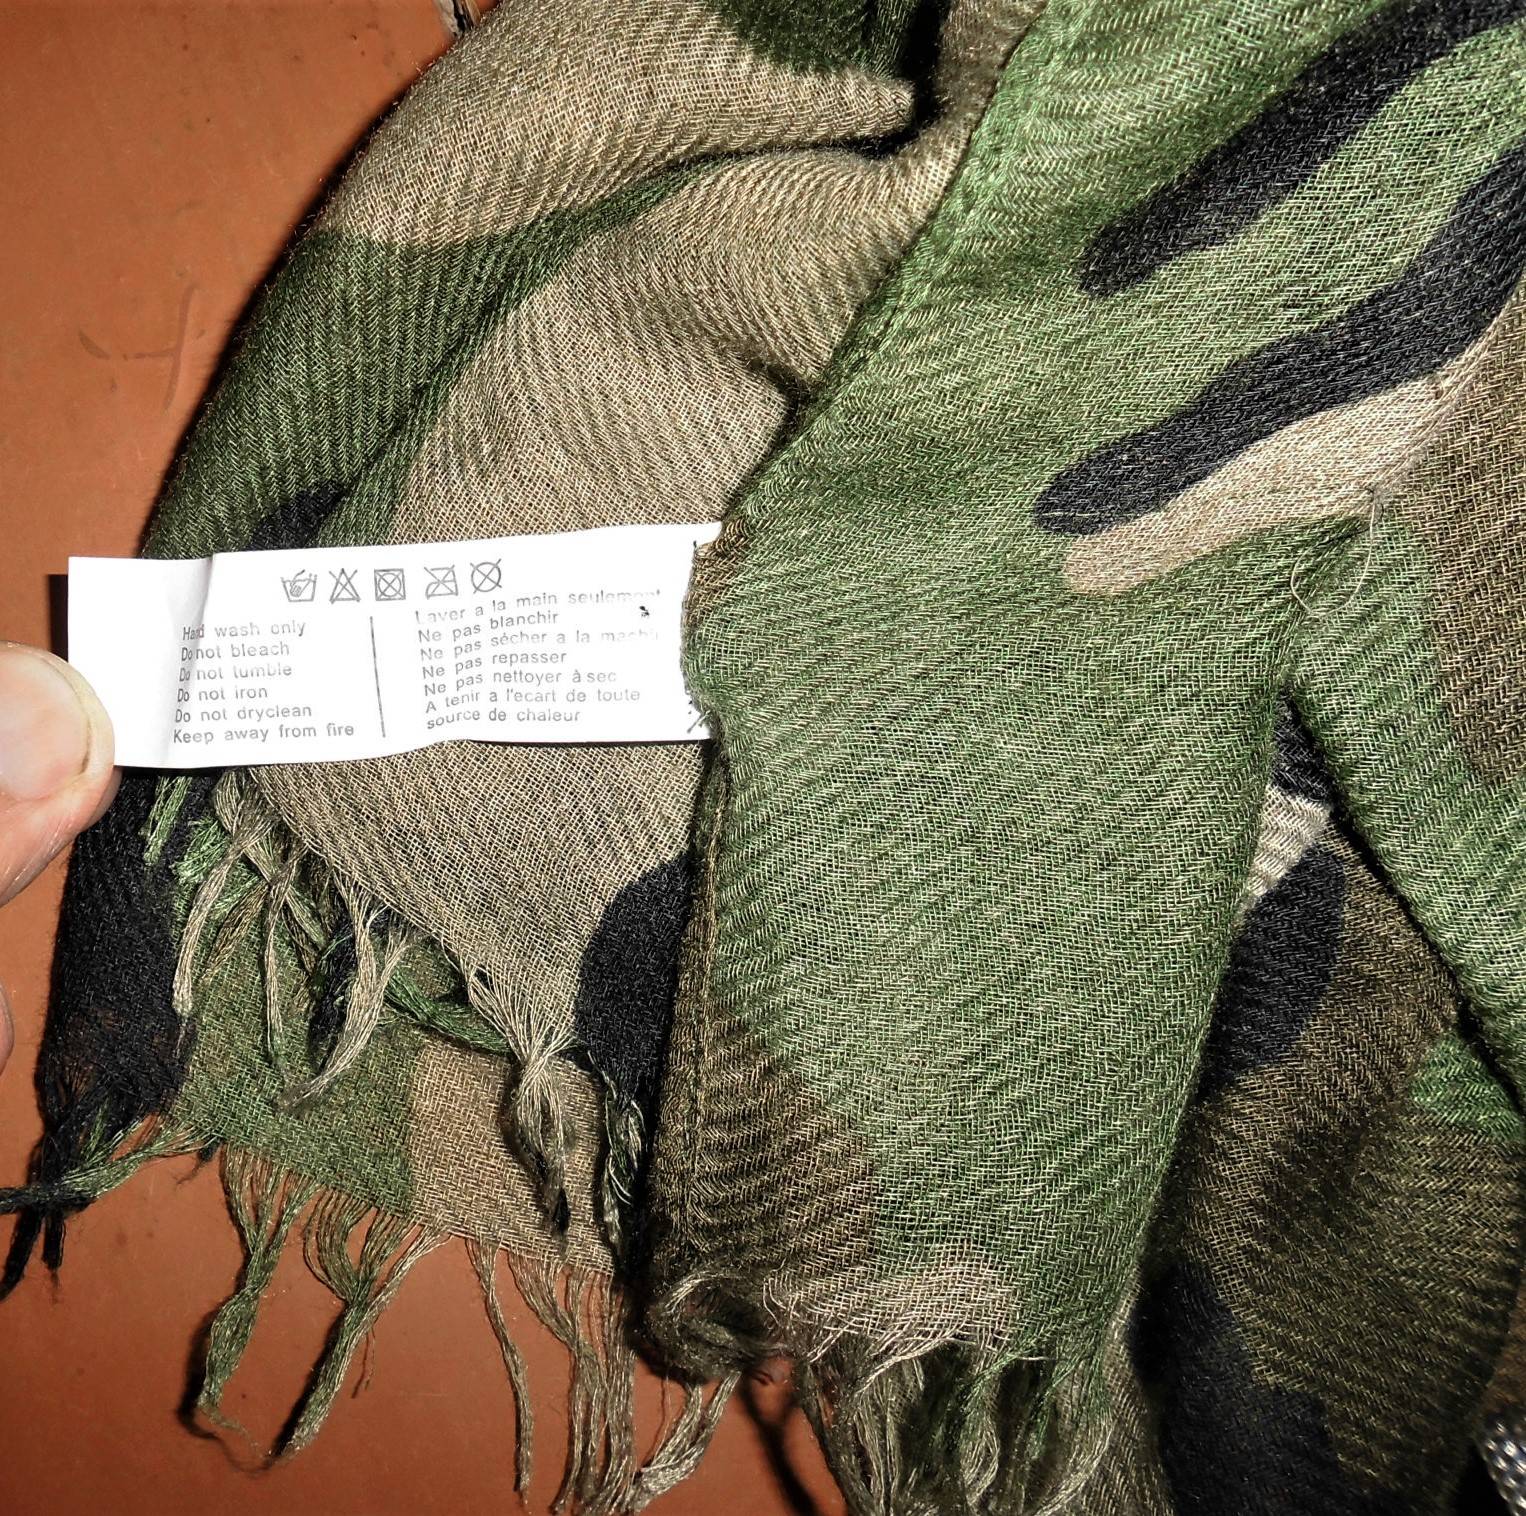 Hand wash only
Do not bleach
Do not tumble
Do not iron
Do not dryclean
Keep away from fire
Laver a la main seulement
Ne pas blanchir
Ne pas sécher a la
Ne pas repasser
Ne pas nettoyer à sec
A tenir a l'ecart de toute
source de chaleur